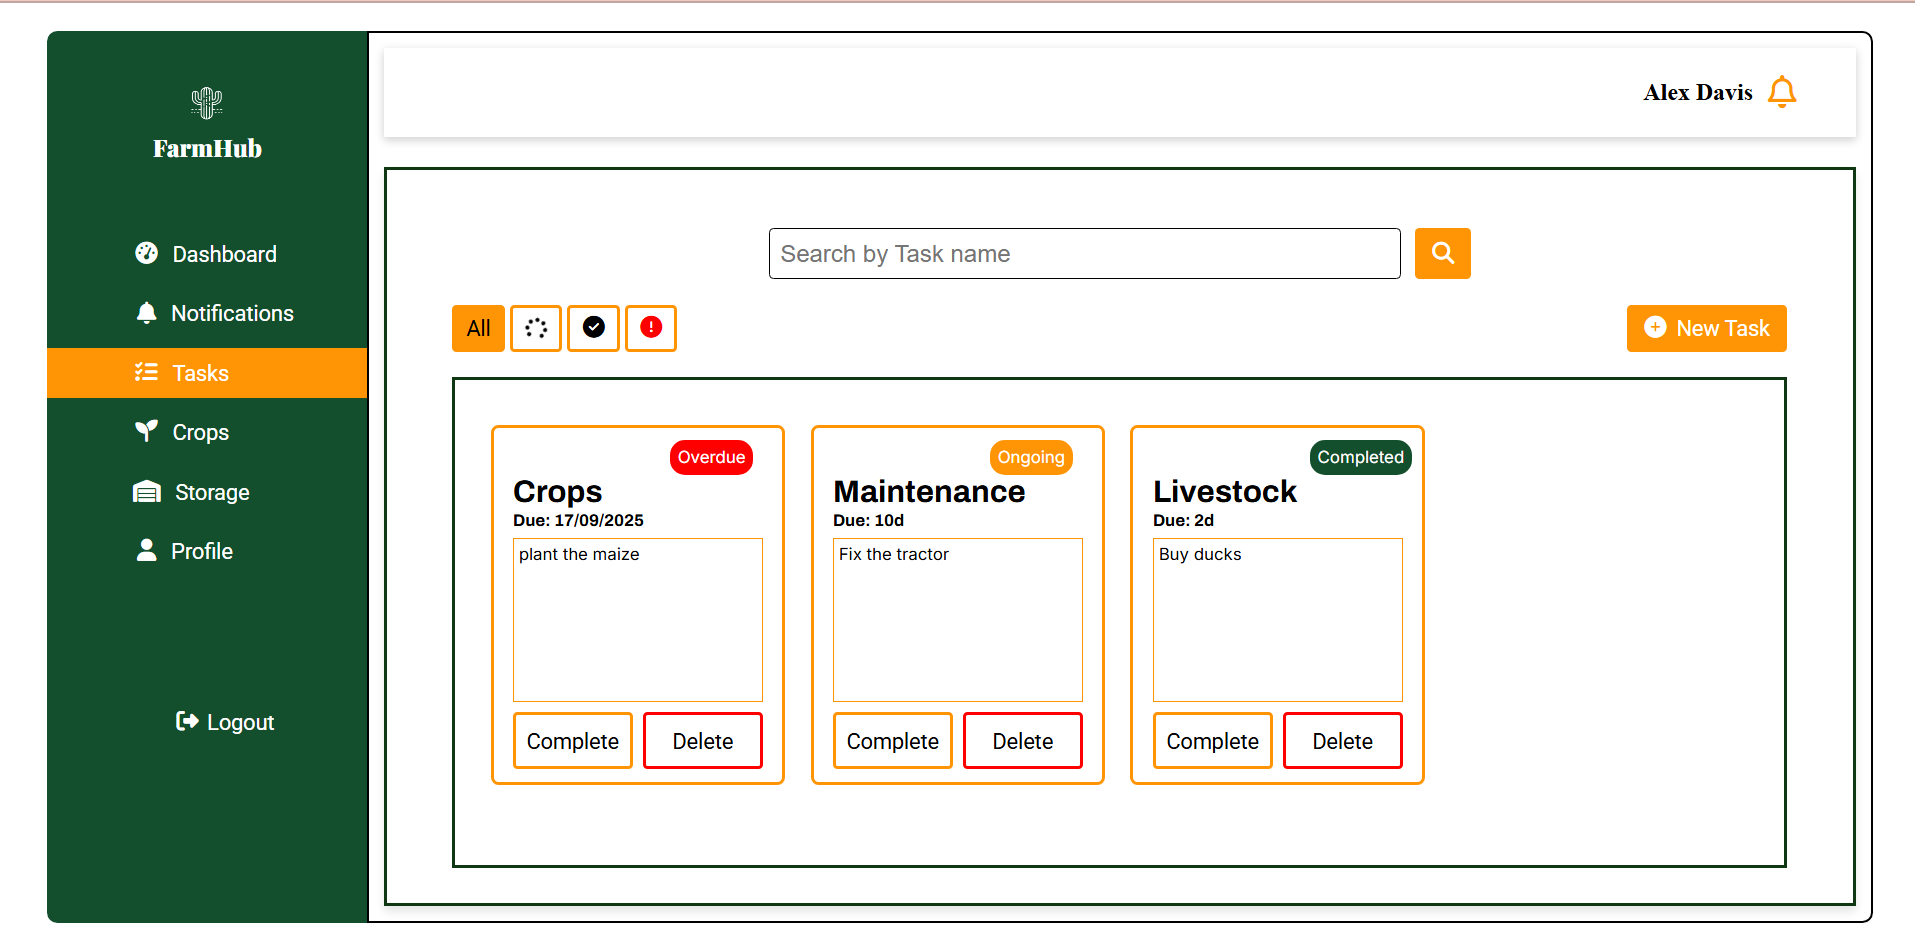 FarmHub
Dashboard
Notifications
Tasks
Crops
Storage
Profile
Logout
Alex Davis
Search by Task name
All
New Task
Overdue
Crops
Due: 17/09/2025
plant the maize
Complete Delete
Ongoing
Maintenance
Due: 10d
Fix the tractor
Complete Delete
Completed
Livestock
Due: 2d
Buy ducks
Complete Delete